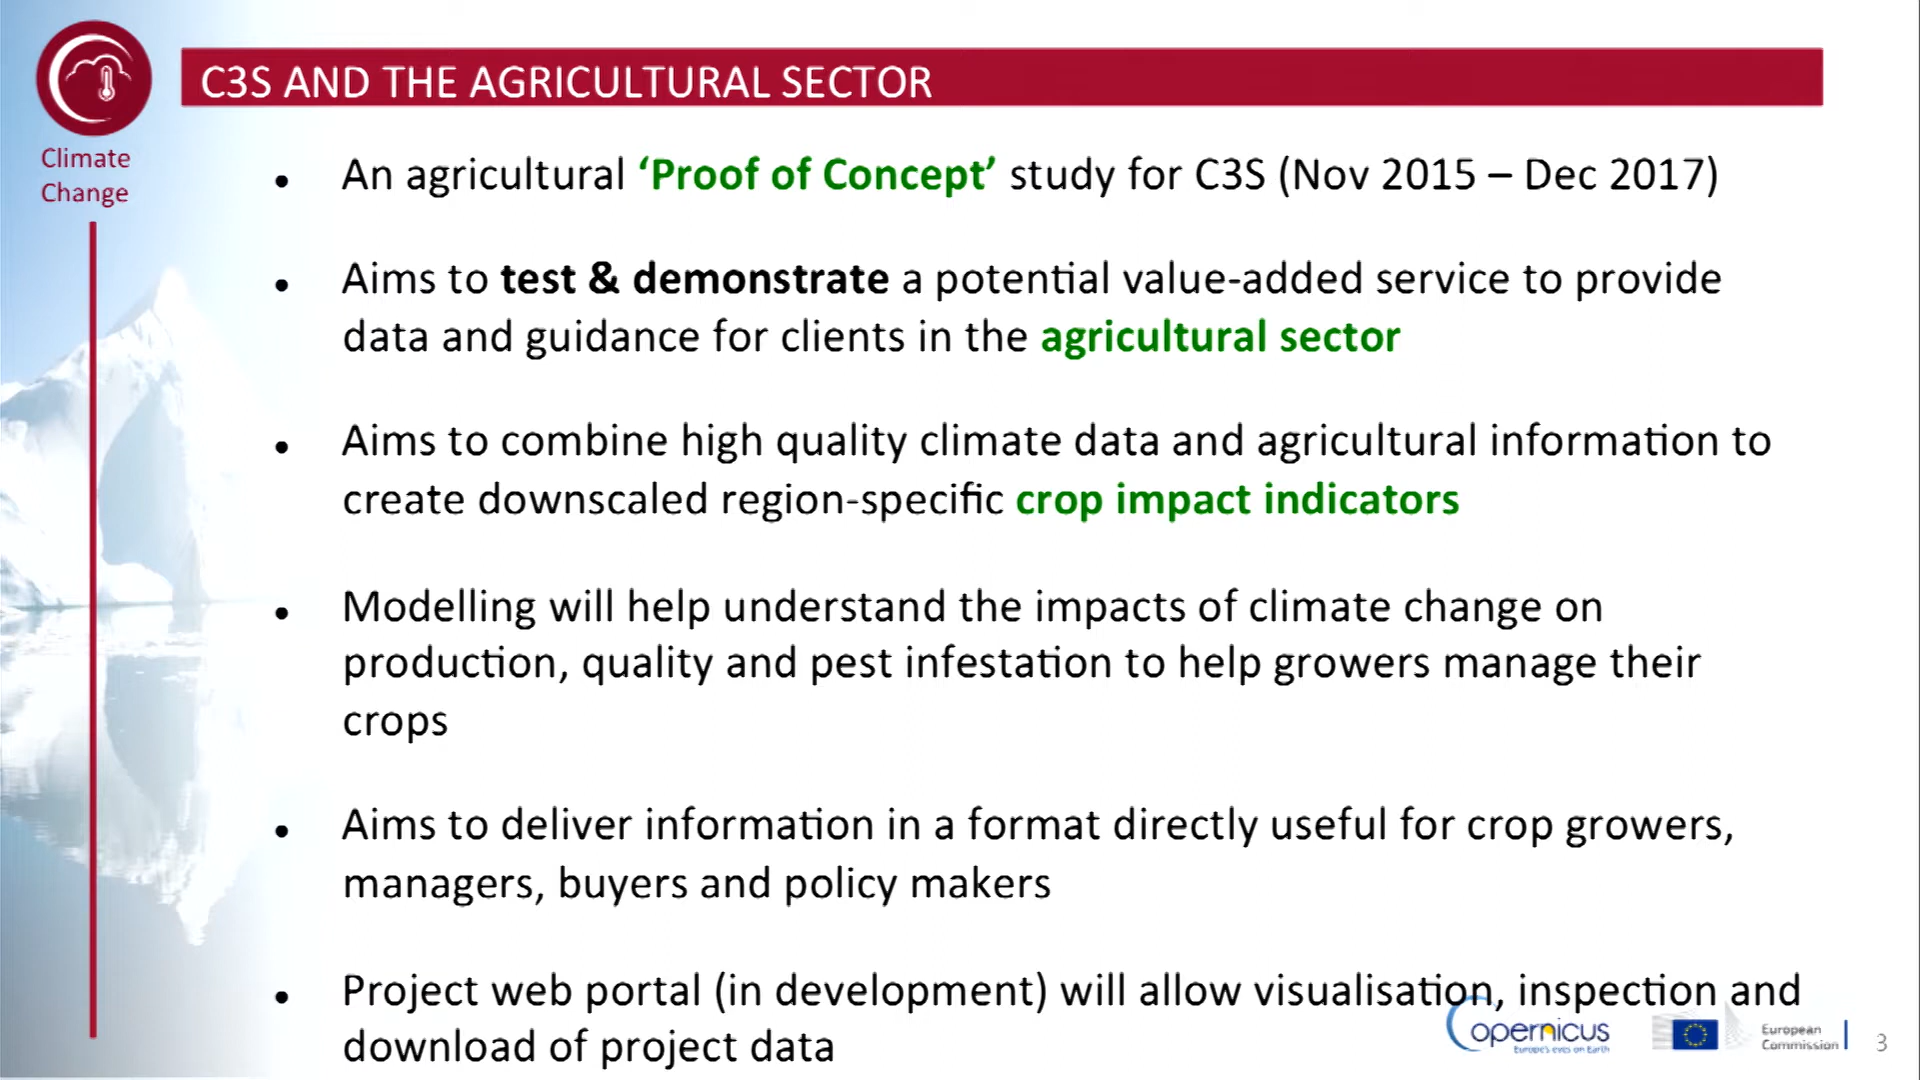 C3S AND THE AGRICULTURAL SECTOR
Climate
Change
• An agricultural ‘Proof of Concept’ study for C3S (Nov 2015 – Dec 2017)
• Aims to test & demonstrate a potential value-added service to provide
data and guidance for clients in the agricultural sector
• Aims to combine high quality climate data and agricultural information to
create downscaled region-specific crop impact indicators
• Modelling will help understand the impacts of climate change on
production, quality and pest infestation to help growers manage their
crops
• Aims to deliver information in a format directly useful for crop growers,
managers, buyers and policy makers
• Project web portal (in development) will allow visualisation, inspection and
download of project data
opernicus
Europe's eyes on Earth
European
Commission
3